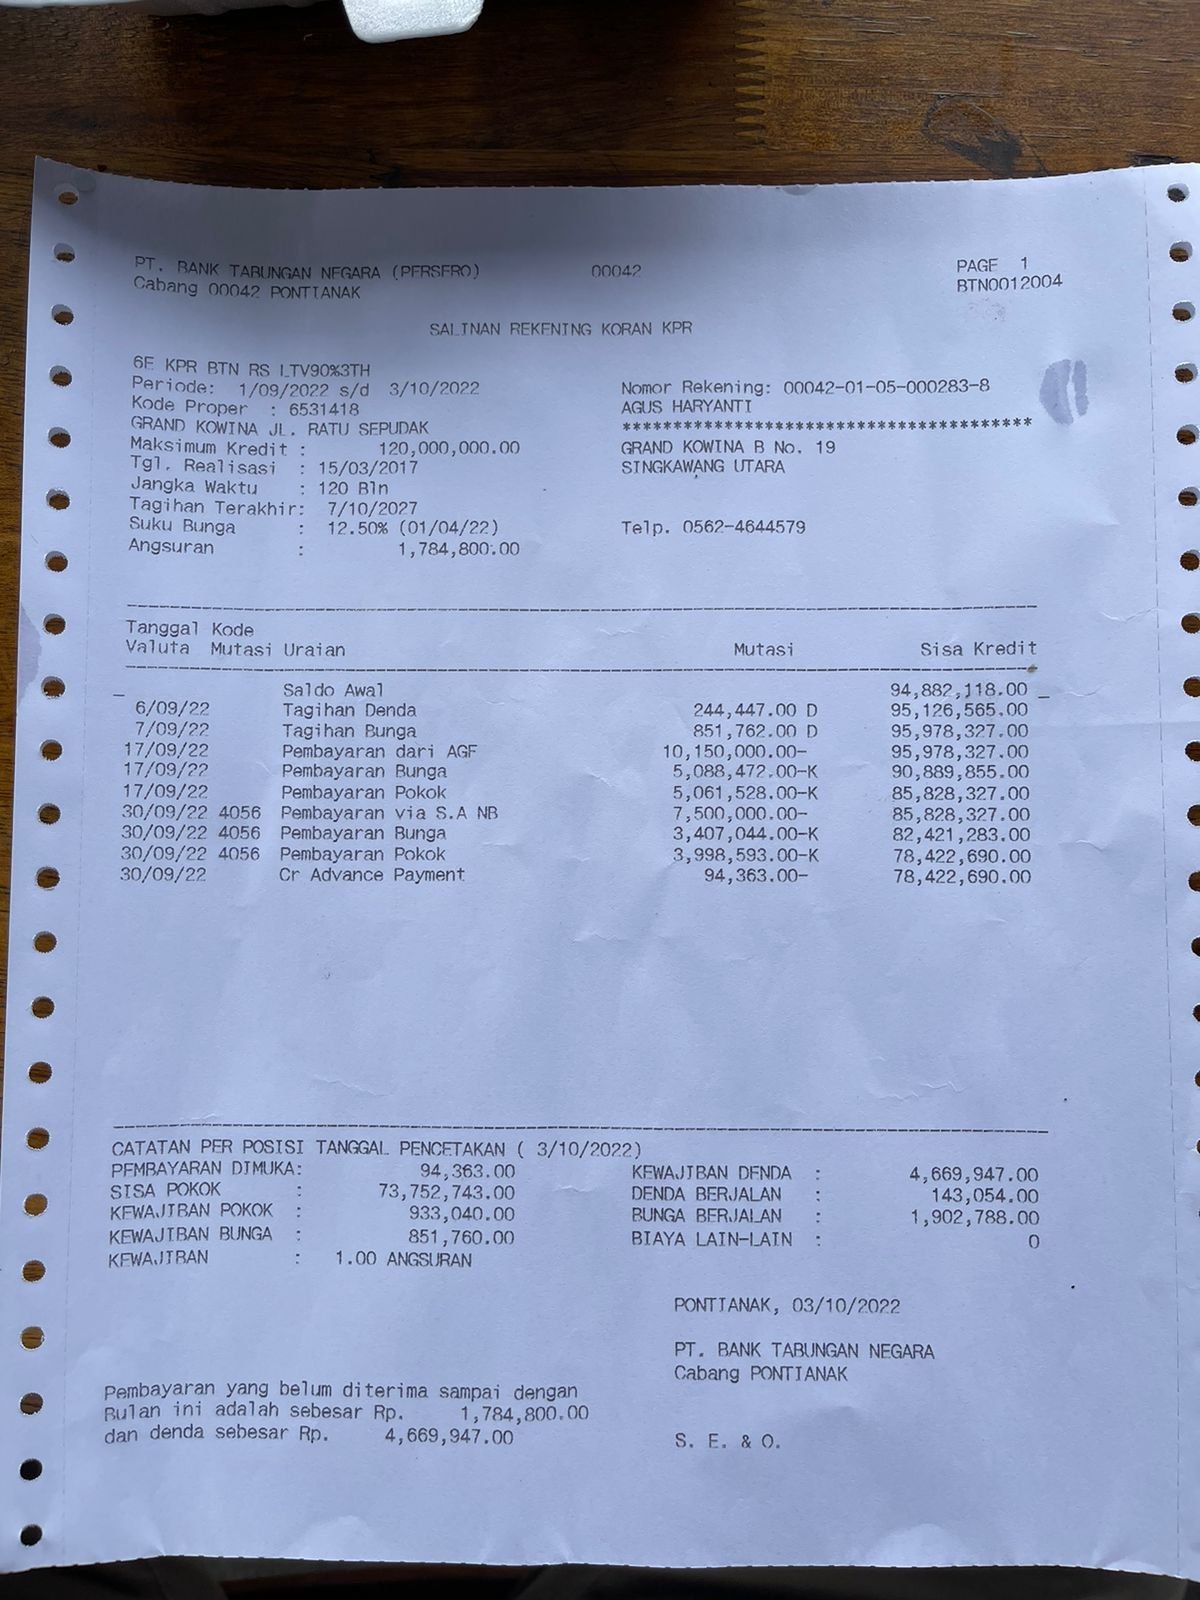 PT. BANK TABUNGAN NEGARA (PERSERO) 00042 PAGE 1
Cabang 00042 PONTIANAK BTN0012004
SALINAN REKENING KORAN KPR
6E KPR BTN RS LTV90%3TH
Periode: 1/09/2022 s/d 3/10/2022 Nomor Rekening: 00042-01-05-000283-8
Kode Proper : 6531418 AGUS HARYANTI
GRAND KOWINA JL. RATU SEPUDAK ****************************************
Maksimum Kredit : 120,000,000.00 GRAND KOWINA B No. 19
Tgl. Realisasi : 15/03/2017 SINGKAWANG UTARA
Jangka Waktu : 120 Bln
Tagihan Terakhir: 7/10/2027
Suku Bunga : 12.50% (01/04/22) Telp. 0562-4644579
Angsuran : 1,784,800.00
Tanggal Kode
Valuta Mutasi Uraian Mutasi Sisa Kredit
Saldo Awal 94,882,118.00
6/09/22 Tagihan Denda 244,447.00 D 95,126,565.00
7/09/22 Tagihan Bunga 851,762.00 D 95,978,327.00
17/09/22 Pembayaran dari AGF 10,150,000.00- 95,978,327.00
17/09/22 Pembayaran Bunga 5,088,472.00-K 90,889,855.00
17/09/22 Pembayaran Pokok 5,061,528.00-K 85,828,327.00
30/09/22 4056 Pembayaran via S.A NB 7,500,000.00- 85,828,327.00
30/09/22 4056 Pembayaran Bunga 3,407,044.00-K 82,421,283.00
30/09/22 4056 Pembayaran Pokok 3,998,593.00-K 78,422,690.00
30/09/22 Cr Advance Payment 94,363.00- 78,422,690.00
CATATAN PER POSISI TANGGAL PENCETAKAN ( 3/10/2022)
PEMBAYARAN DIMUKA: 94,363.00 KEWAJIBAN DENDA : 4,669,947.00
SISA POKOK : 73,752,743.00 DENDA BERJALAN : 143,054.00
KEWAJIBAN POKOK : 933,040.00 BUNGA BERJALAN : 1,902,788.00
KEWAJIBAN BUNGA : 851,760.00 BIAYA LAIN-LAIN : 0
KEWAJIBAN : 1.00 ANGSURAN
PONTIANAK, 03/10/2022
PT. BANK TABUNGAN NEGARA
Cabang PONTIANAK
Pembayaran yang belum diterima sampai dengan
Bulan ini adalah sebesar Rp. 1,784,800.00
dan denda sebesar Rp. 4,669,947.00
S. E. & O.